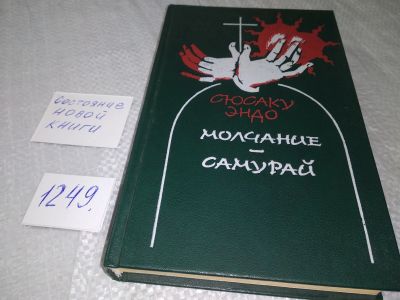 Состояние
новой
книги
1249.
СЮСАКУ
ЭНДО
МОЛЧАНИЕ
–
САМУРАЙ